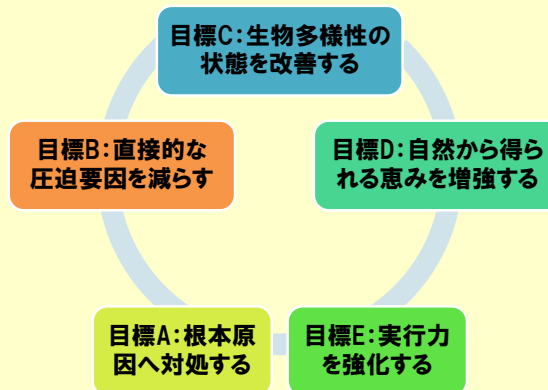 目標C：生物多様性の
状態を改善する
目標B：直接的な
圧迫要因を減らす
目標D：自然から得ら
れる恵みを増強する
目標A：根本原
因へ対処する
目標E：実行力
を強化する